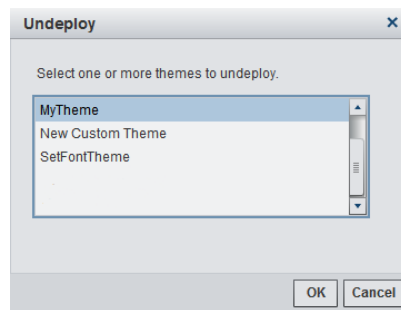 Undeploy
Select one or more themes to undeploy.
MyTheme
New Custom Theme
SetFontTheme
OK Cancel